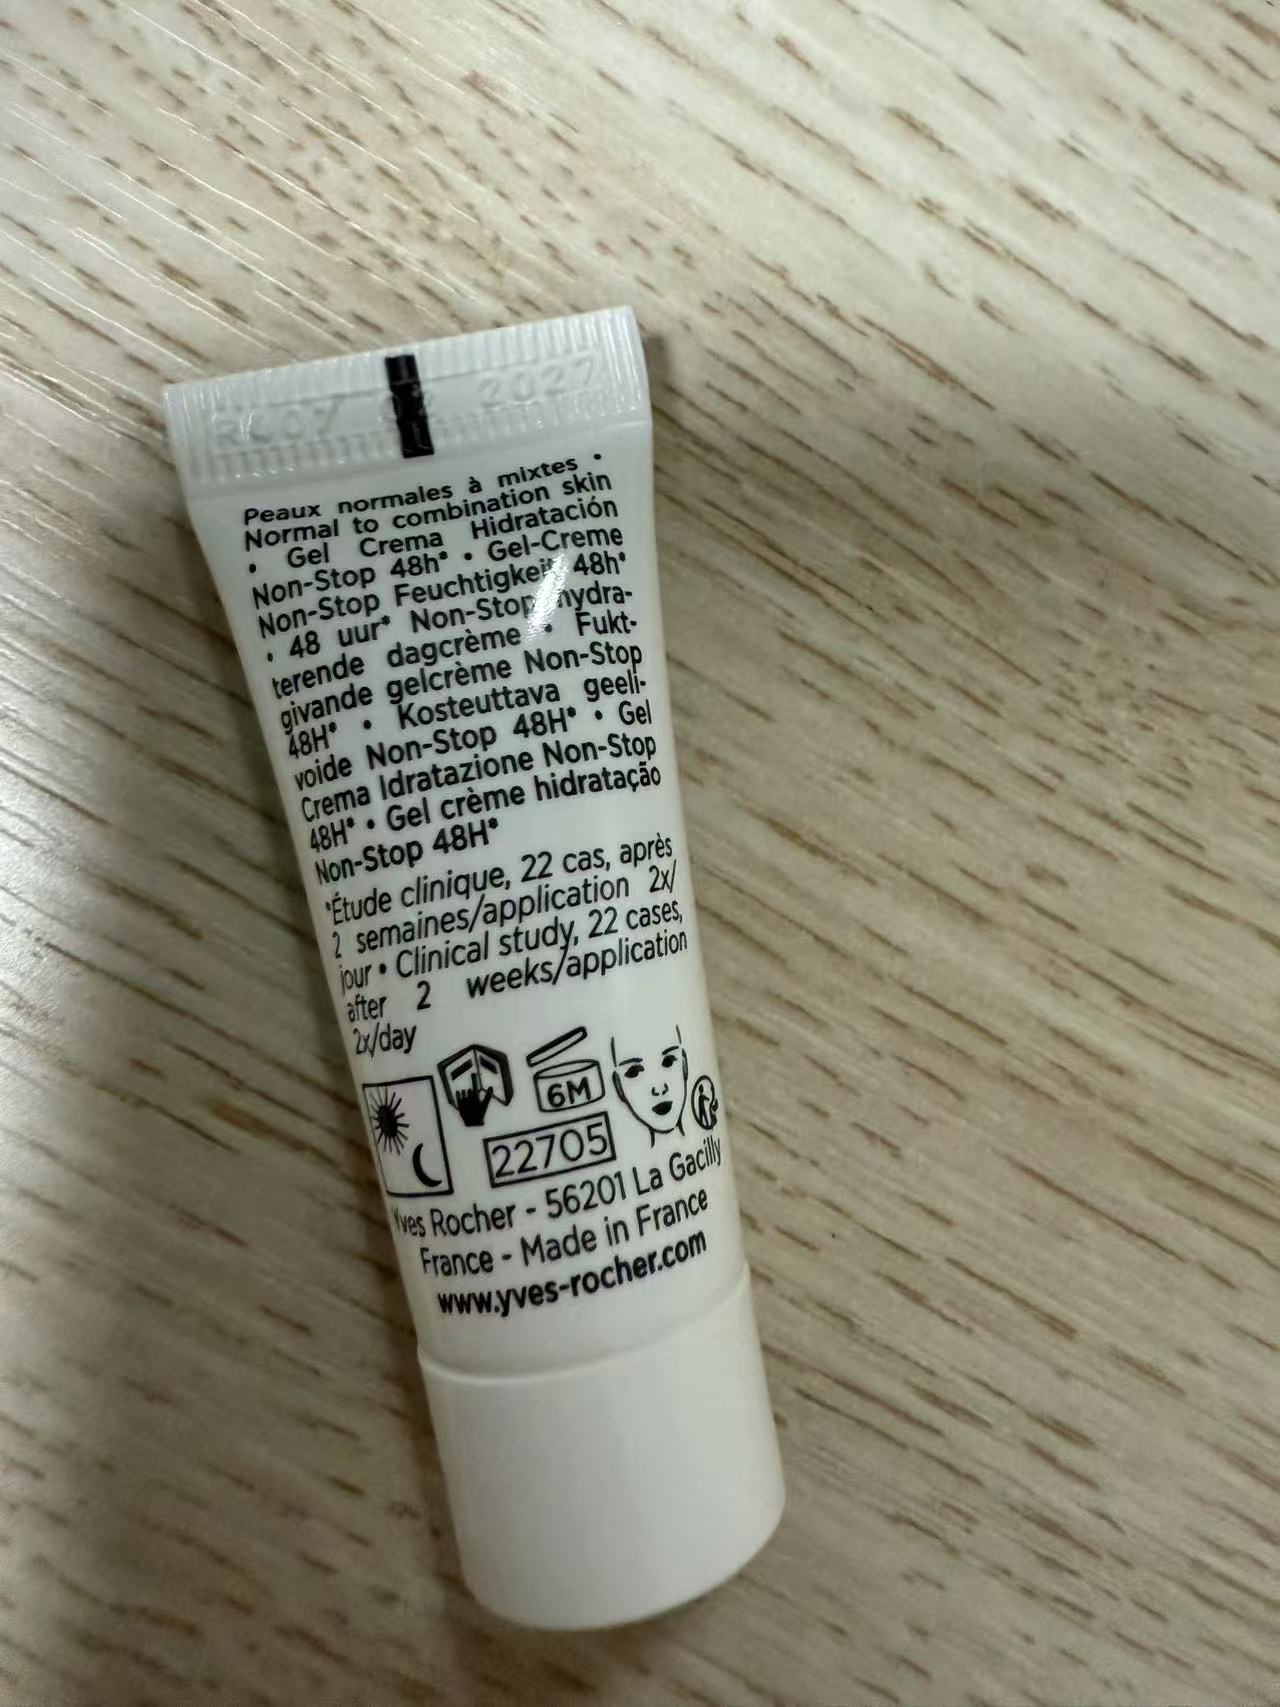 2027
Peaux normales à mixtes •
Normal to combination skin
• Gel Crema Hidratación
Non-Stop 48h* • Gel-Creme
Non-Stop Feuchtigkeit 48h*
• 48 uur* Non-Stop hydra-
terende dagcrème • Fukt-
givande gelcrème Non-Stop
48H* • Kosteuttava geeli-
voide Non-Stop 48H* • Gel
Crema Idratazione Non-Stop
48H* • Gel crème hidratação
Non-Stop 48H*
*Étude clinique, 22 cas, après
2 semaines/application 2x/
jour • Clinical study, 22 cases,
after 2 weeks/application
2x/day
6M
22705
Yves Rocher - 56201 La Gacilly
France - Made in France
www.yves-rocher.com